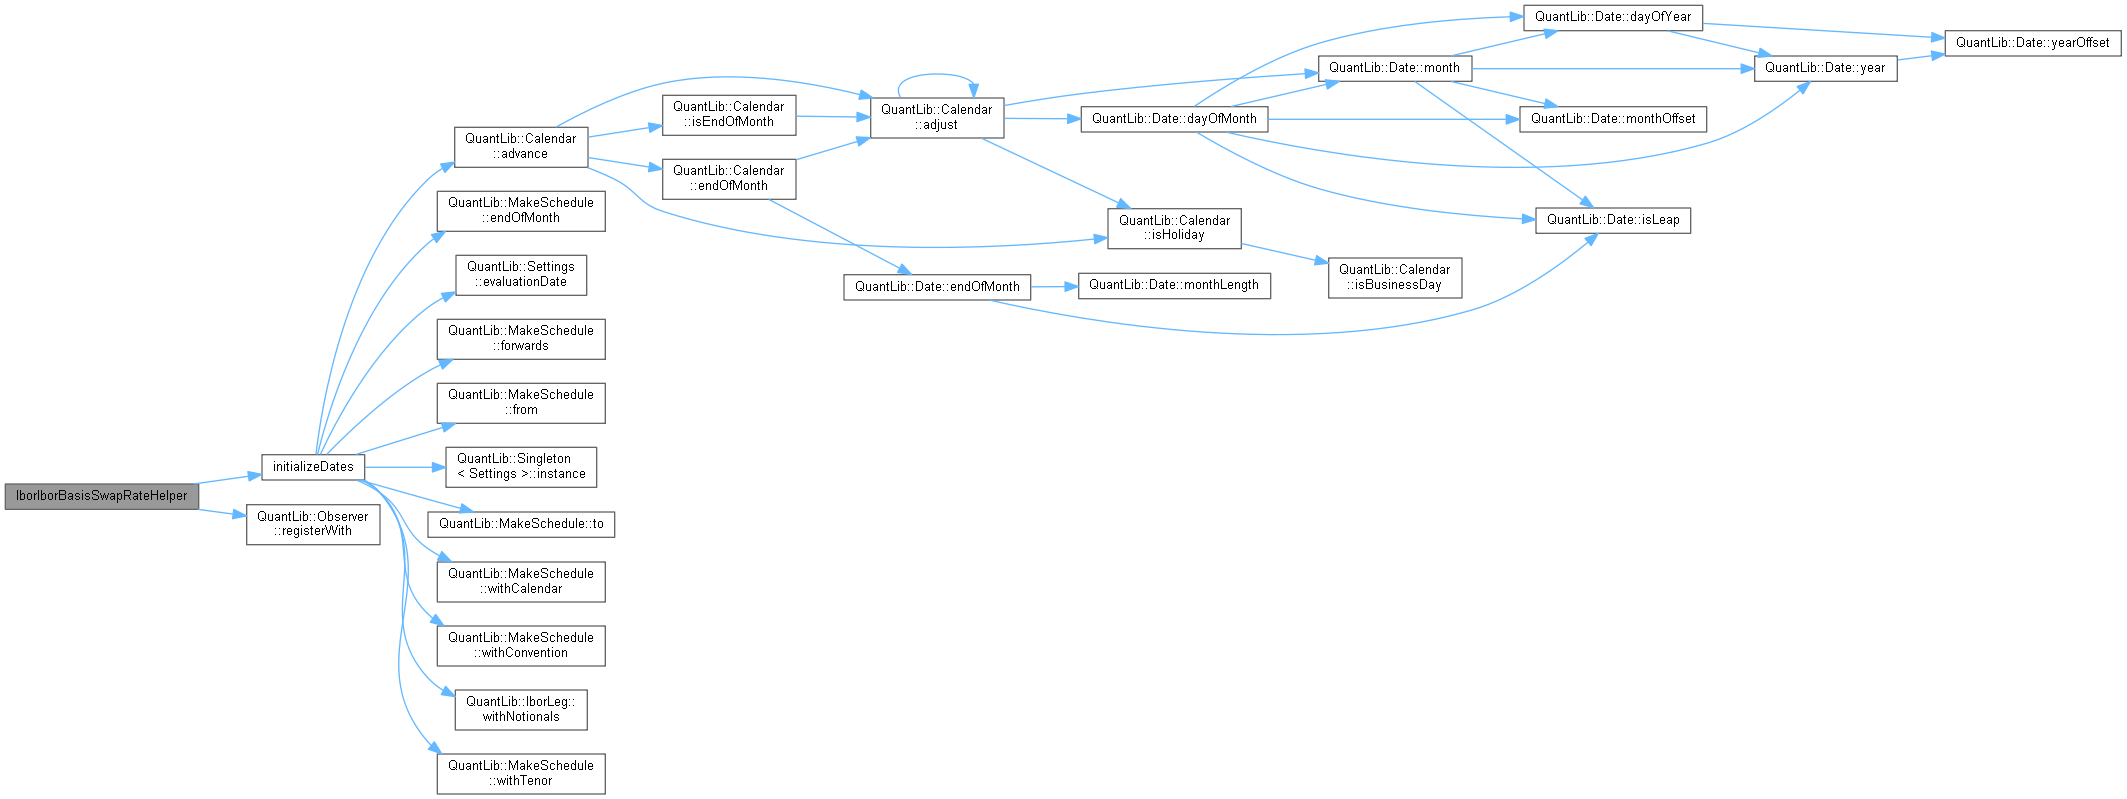 IborIborBasisSwapRateHelper
initializeDates
QuantLib::Observer
::registerWith
QuantLib::Calendar
::advance
QuantLib::MakeSchedule
::endOfMonth
QuantLib::Settings
::evaluationDate
QuantLib::MakeSchedule
::forwards
QuantLib::MakeSchedule
::from
QuantLib::Singleton
< Settings >::instance
QuantLib::MakeSchedule::to
QuantLib::MakeSchedule
::withCalendar
QuantLib::MakeSchedule
::withConvention
QuantLib::IborLeg::
withNotionals
QuantLib::MakeSchedule
::withTenor
QuantLib::Calendar
::isEndOfMonth
QuantLib::Calendar
::endOfMonth
QuantLib::Calendar
::adjust
QuantLib::Date::endOfMonth
QuantLib::Date::month
QuantLib::Date::dayOfMonth
QuantLib::Calendar
::isHoliday
QuantLib::Date::monthLength
QuantLib::Calendar
::isBusinessDay
QuantLib::Date::dayOfYear
QuantLib::Date::year
QuantLib::Date::yearOffset
QuantLib::Date::monthOffset
QuantLib::Date::isLeap